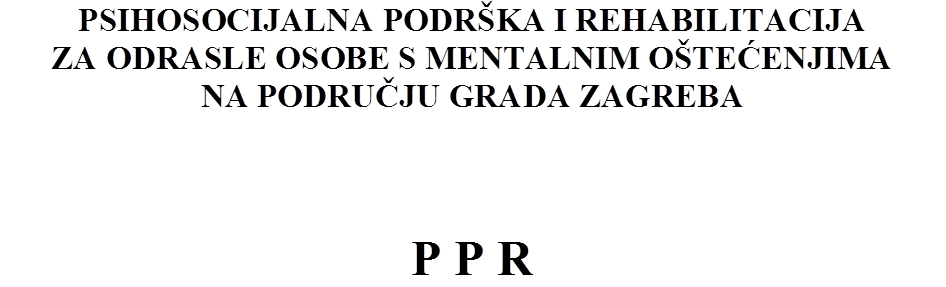 PSIHOSOCIJALNA PODRŠKA I REHABILITACIJA
ZA ODRASLE OSOBE S MENTALNIM OŠTEĆENJIMA
NA PODRUČJU GRADA ZAGREBA
P P R